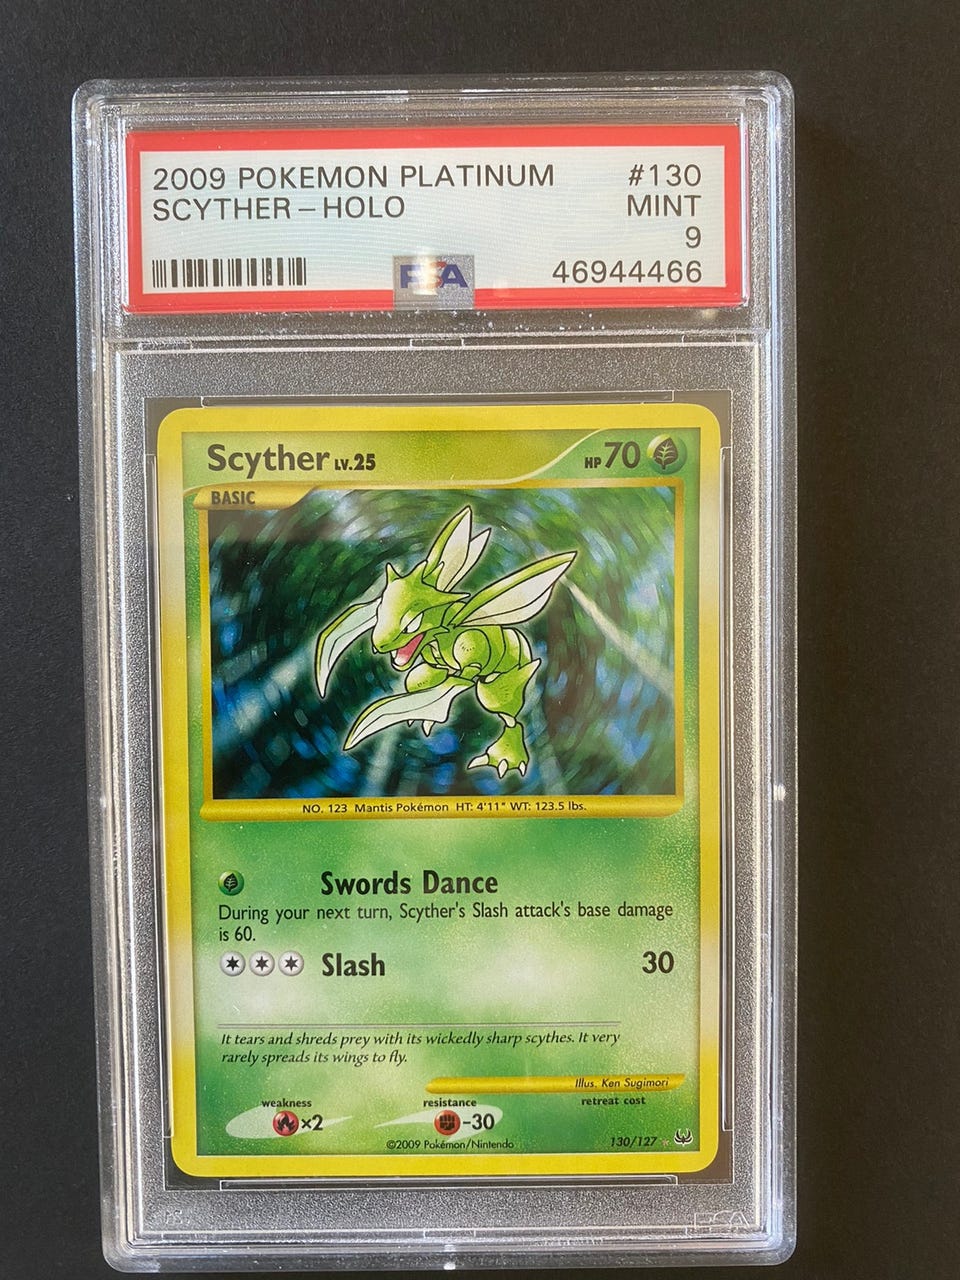 2009 POKEMON PLATINUM #130
SCYTHER – HOLO MINT
9
PSA 46944466
Scyther LV.25 HP 70
BASIC
NO. 123 Mantis Pokémon HT: 4'11" WT: 123.5 lbs.
Swords Dance
During your next turn, Scyther's Slash attack's base damage
is 60.
Slash 30
It tears and shreds prey with its wickedly sharp scythes. It very
rarely spreads its wings to fly.
Illus. Ken Sugimori
weakness resistance retreat cost
×2 -30
©2009 Pokémon/Nintendo 130/127
PSA